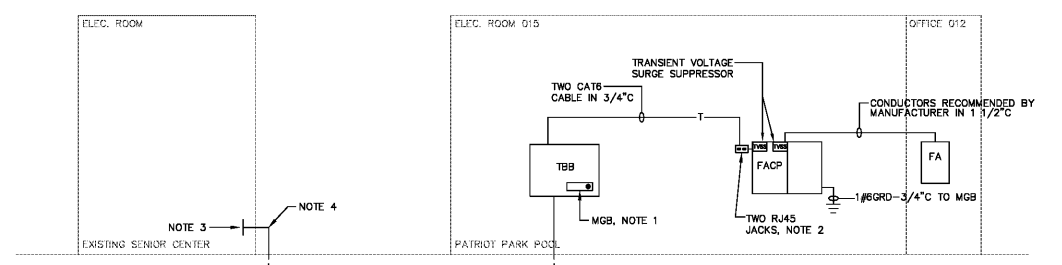 ELEC. ROOM
ELEC. ROOM 015
OFFICE 012
TRANSIENT VOLTAGE
SURGE SUPPRESSOR
TWO CAT6
CABLE IN 3/4"C
CONDUCTORS RECOMMENDED BY
MANUFACTURER IN 1 1/2"C
T
TVSS
TVSS
TBB
FACP
FA
NOTE 4
NOTE 3
MGB, NOTE 1
1#6GRD-3/4"C TO MGB
TWO RJ45
JACKS, NOTE 2
EXISTING SENIOR CENTER
PATRIOT PARK POOL